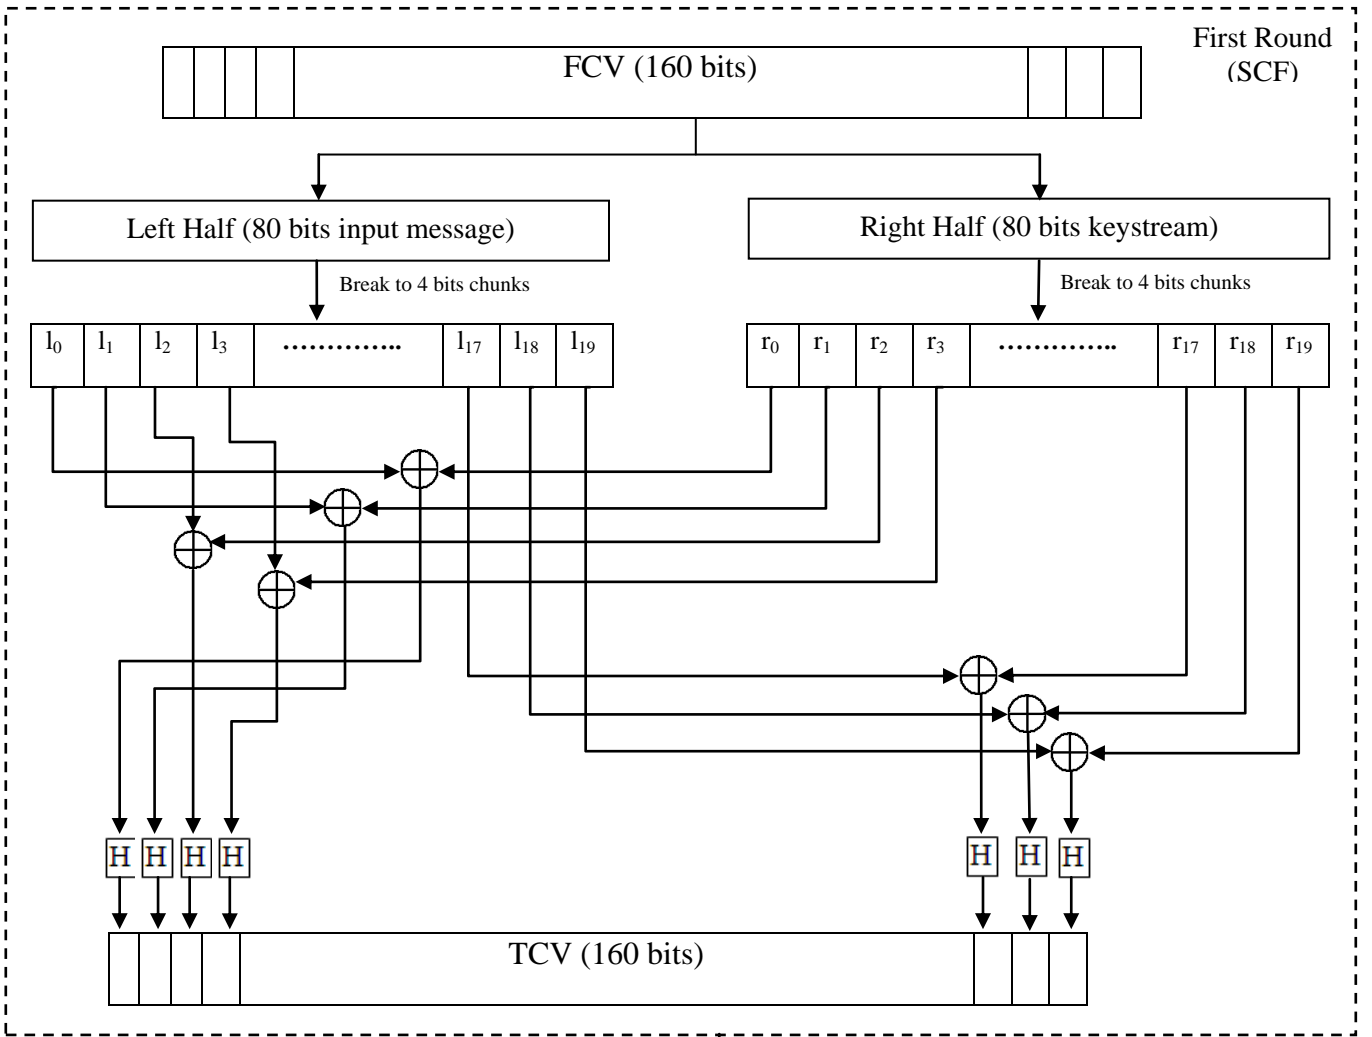 First Round
(SCF)
FCV (160 bits)
Left Half (80 bits input message)
Right Half (80 bits keystream)
Break to 4 bits chunks
Break to 4 bits chunks
l₀ l₁ l₂ l₃ ………….. l₁₇ l₁₈ l₁₉
r₀ r₁ r₂ r₃ ………….. r₁₇ r₁₈ r₁₉
H H H H H H H
TCV (160 bits)